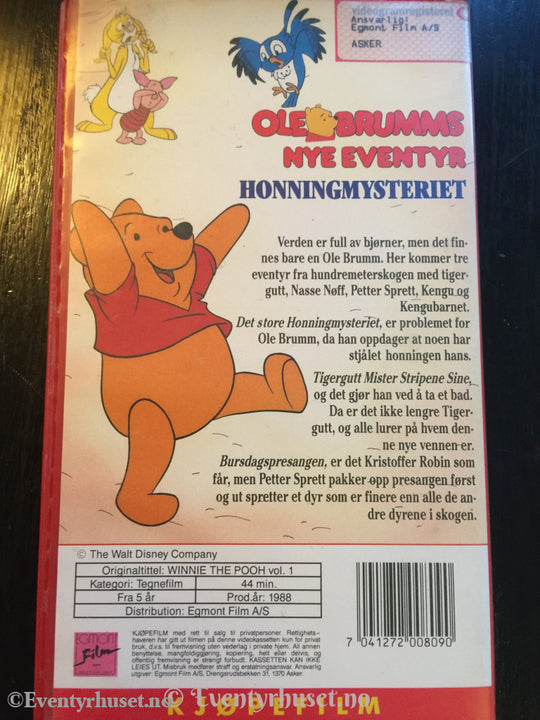 videogramregisteret
Ansvarlig:
Egmont Film A/S
ASKER
OLE BRUMMS
NYE EVENTYR
HONNINGMYSTERIET
Verden er full av bjørner, men det fin-
nes bare en Ole Brumm. Her kommer tre
eventyr fra hundremeterskogen med tiger-
gutt, Nasse Nøff, Petter Sprett, Kengu og
Kengubarnet.
Det store Honningmysteriet, er problemet for
Ole Brumm, da han oppdager at noen har
stjålet honningen hans.
Tigergutt Mister Stripene Sine,
og det gjør han ved å ta et bad.
Da er det ikke lengre Tiger-
gutt, og alle lurer på hvem den-
ne nye vennen er.
Bursdagspresangen, er det Kristoffer Robin som
får, men Petter Sprett pakker opp presangen først
og ut spretter et dyr som er finere enn alle de an-
dre dyrene i skogen.
© The Walt Disney Company
Originaltittel: WINNIE THE POOH vol. 1
Kategori: Tegnefilm 44 min.
Fra 5 år Prod.år: 1988
Distribution: Egmont Film A/S
EGMONT
Film
KJØPEFILM med rett til salg til privatpersoner. Rettighets-
haveren har gitt ut filmen på denne videokassetten kun for privat
bruk, d.v.s. til fremvisning uten vederlag i private hjem. All annen
benyttelse, mangfoldiggjøring, kopiering, helt eller delvis, og
offentlig fremvisning er strengt forbudt. KASSETTEN KAN IKKE
LEIES UT. Misbruk medfører straff og erstatningsansvar. Ansvarlig
utgiver: Egmont Film A/S, Drengsrudsbekken 31, 1370 Asker.
7 041272 008090
KJØPEFILM
©Eventyrhuset.no © Eventyrhuset.no